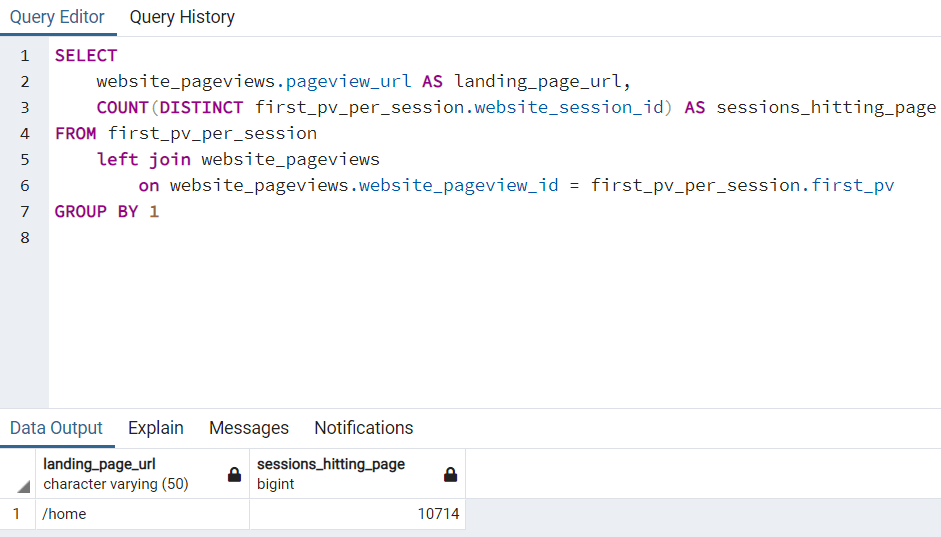 Query Editor Query History
1 SELECT
2 website_pageviews.pageview_url AS landing_page_url,
3 COUNT(DISTINCT first_pv_per_session.website_session_id) AS sessions_hitting_page
4 FROM first_pv_per_session
5 left join website_pageviews
6 on website_pageviews.website_pageview_id = first_pv_per_session.first_pv
7 GROUP BY 1
8
Data Output Explain Messages Notifications
landing_page_url sessions_hitting_page
character varying (50) bigint
1 /home 10714